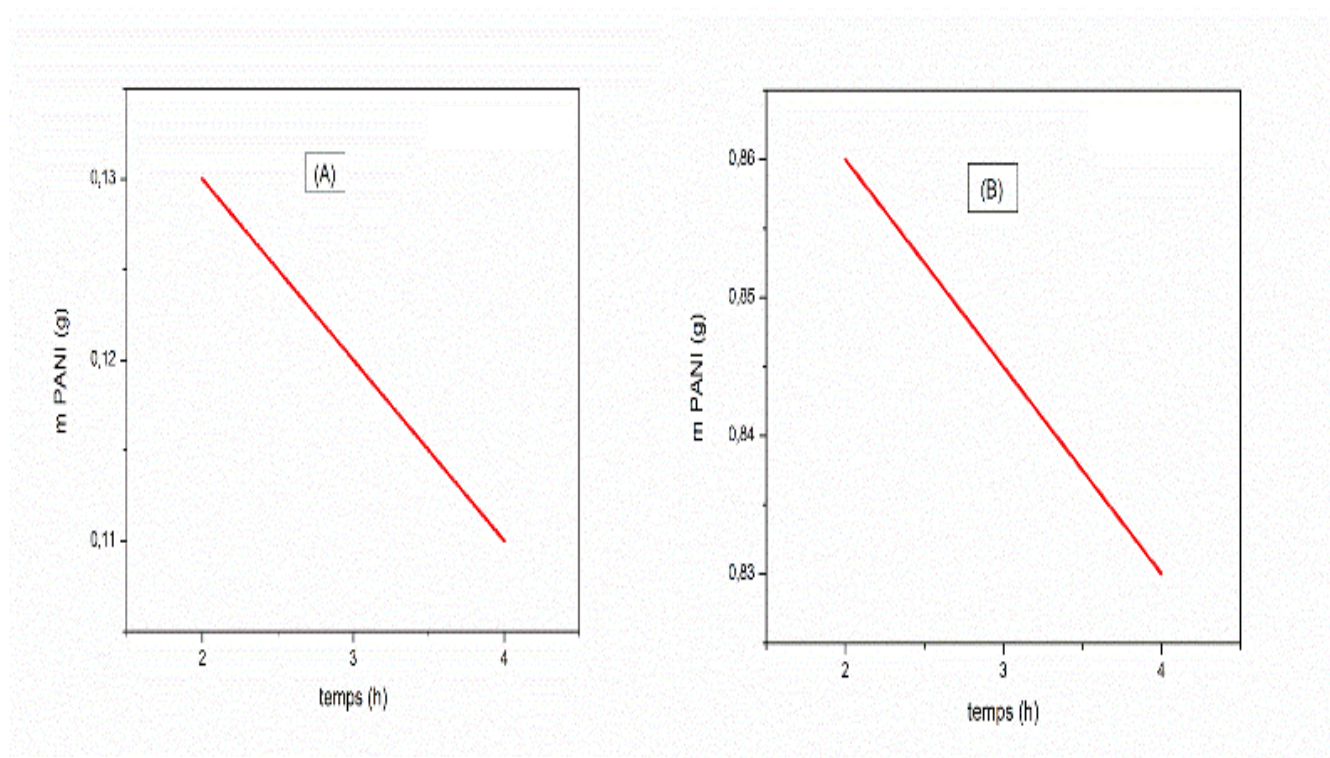 (A)
0,13
0,12
0,11
m PANI (g)
2 3 4
temps (h)
(B)
0,86
0,85
0,84
0,83
m PANI (g)
2 3 4
temps (h)